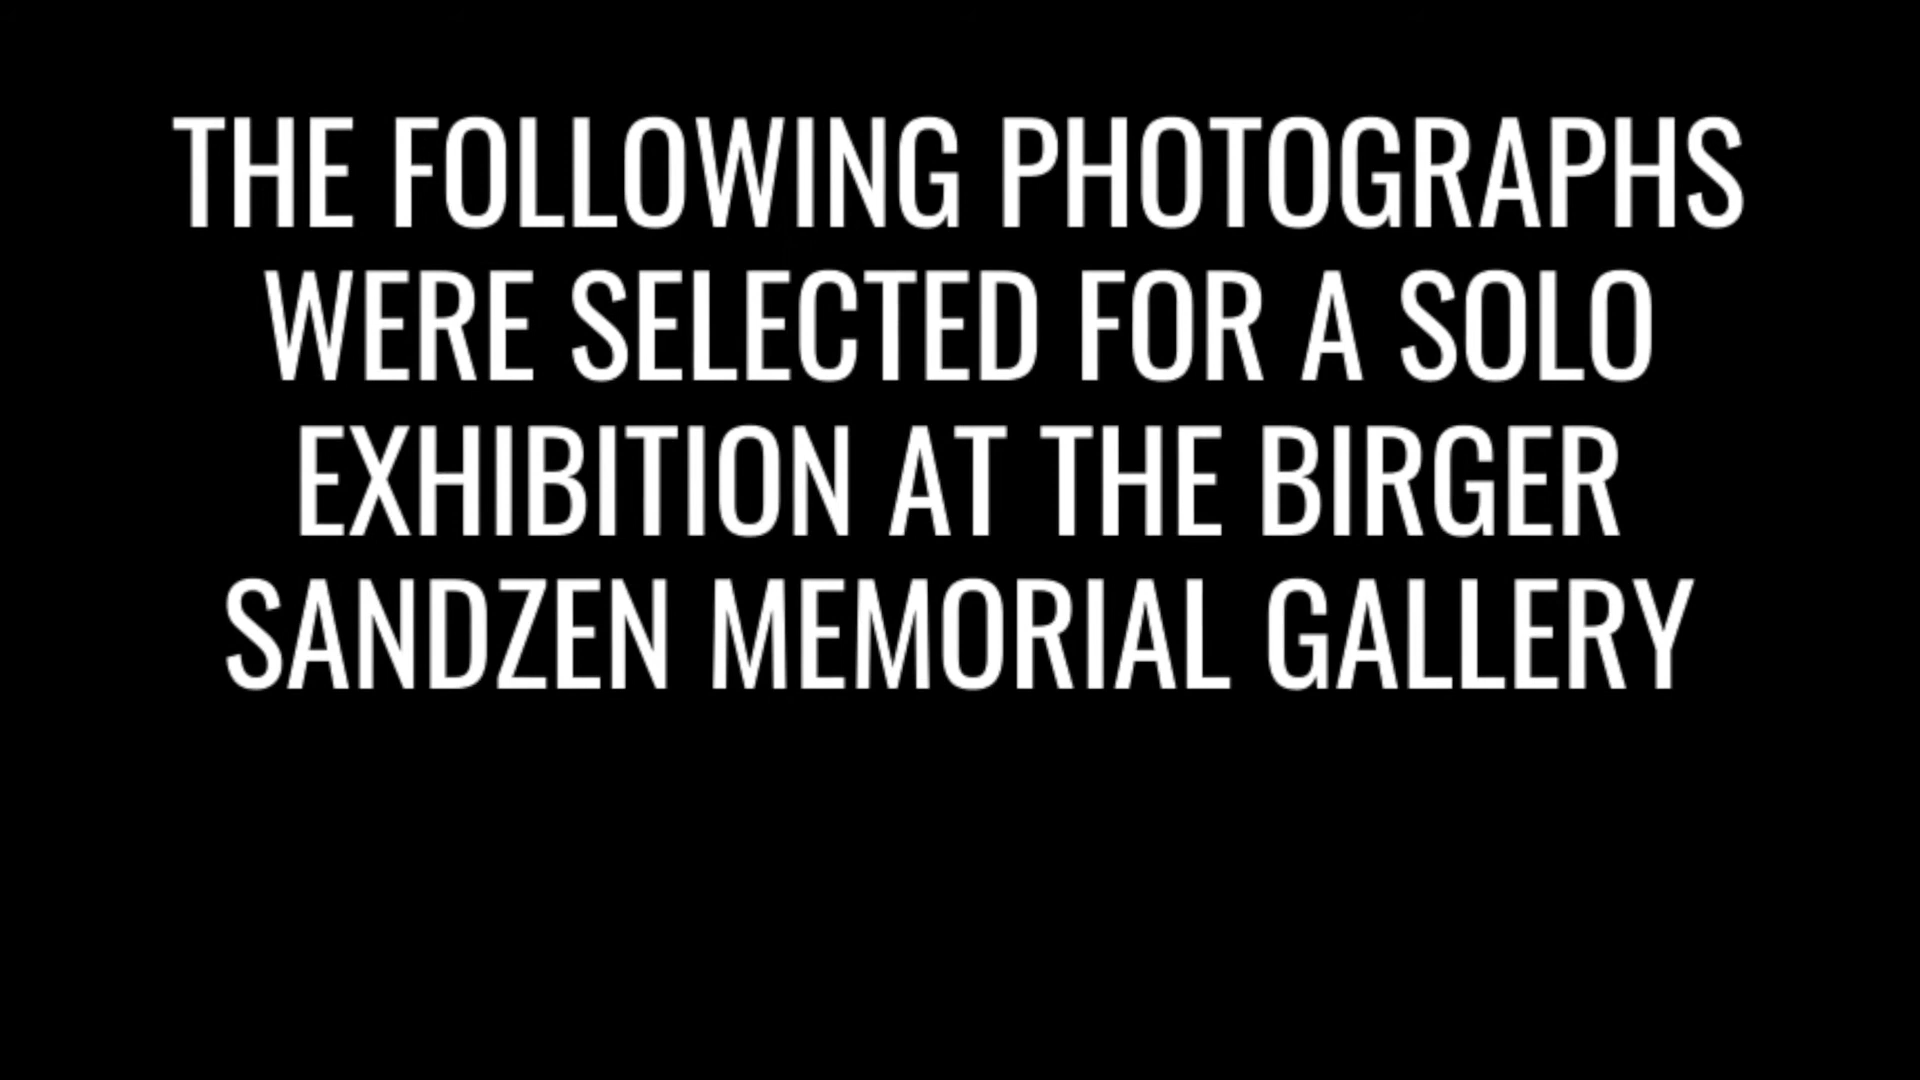 THE FOLLOWING PHOTOGRAPHS
WERE SELECTED FOR A SOLO
EXHIBITION AT THE BIRGER
SANDZEN MEMORIAL GALLERY